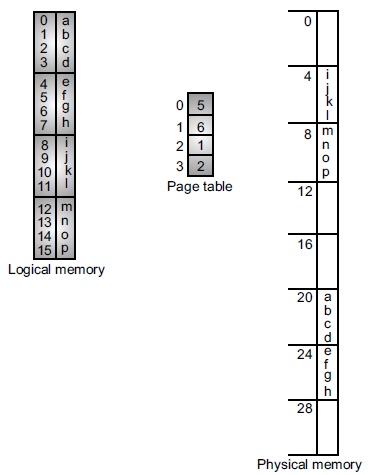 0 a
1 b
2 c
3 d
4 e
5 f
6 g
7 h
8 i
9 j
10 k
11 l
12 m
13 n
14 o
15 p
Logical memory
0 5
1 6
2 1
3 2
Page table
0
4 i
j
k
l
8 m
n
o
p
12
16
20 a
b
c
d
24 e
f
g
h
28
Physical memory